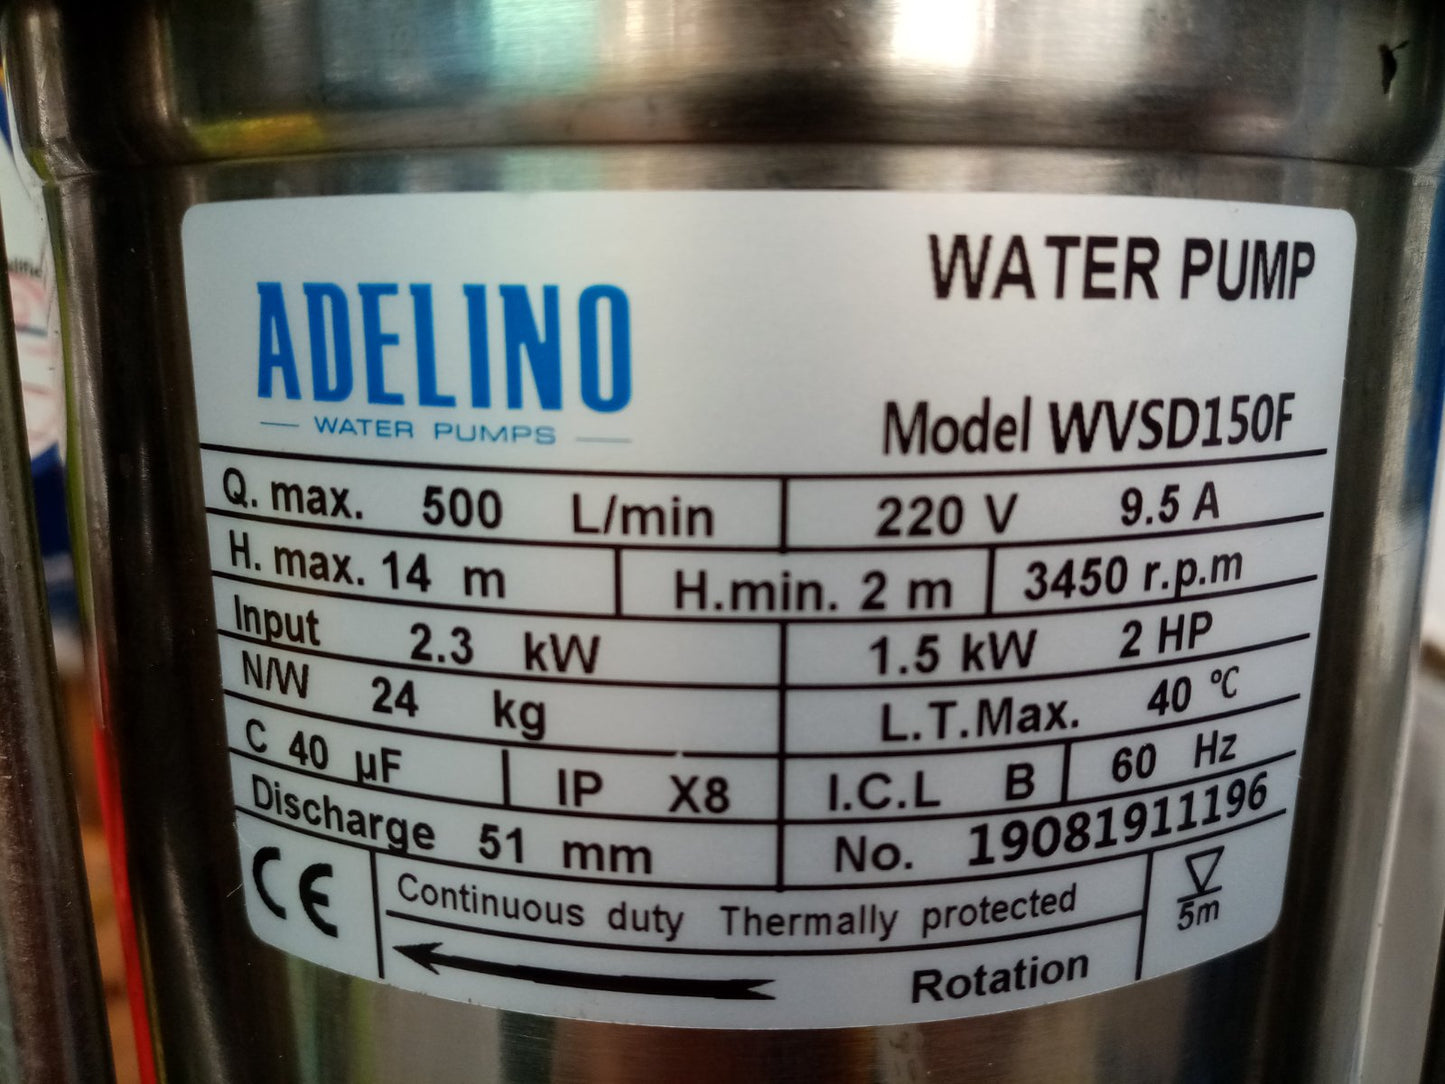 WATER PUMP
ADELINO
WATER PUMPS
Model WVSD150F
Q. max. 500 L/min 220 V 9.5 A
H. max. 14 m H.min. 2 m 3450 r.p.m
Input 2.3 kW 1.5 kW 2 HP
N/W 24 kg L.T.Max. 40 °C
C 40 µF IP X8 I.C.L B 60 Hz
Discharge 51 mm No. 19081911196
CE Continuous duty Thermally protected 5m
Rotation